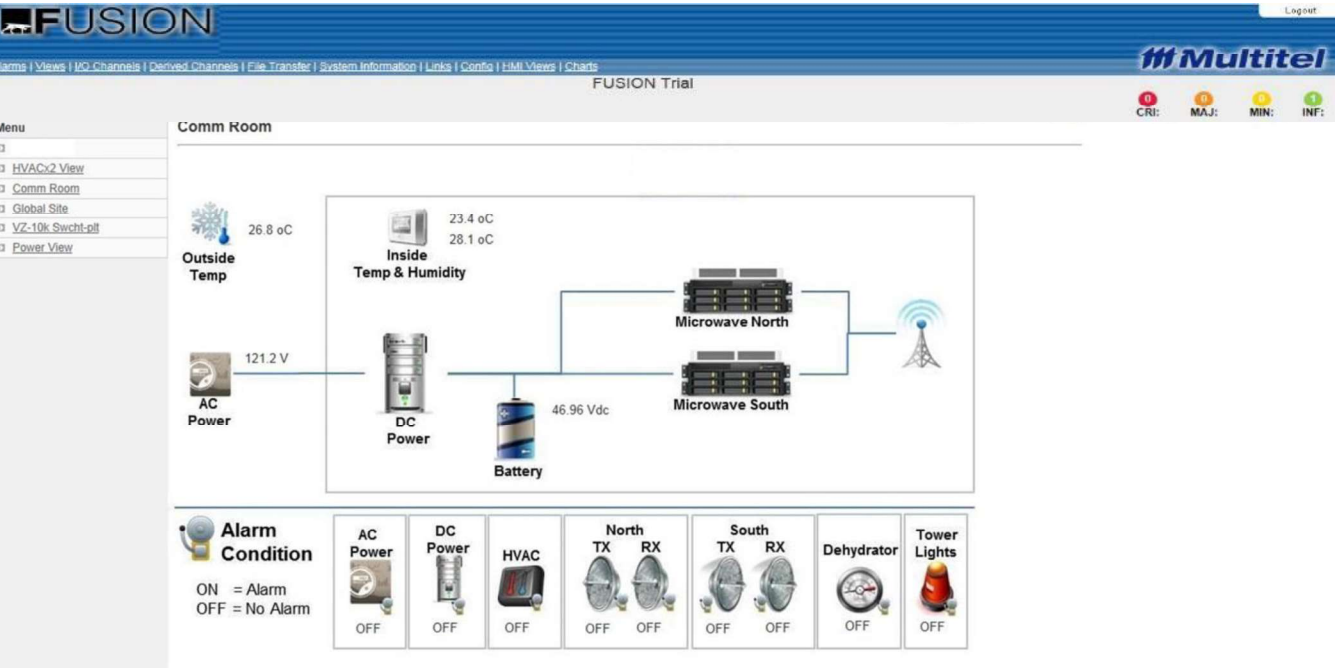 Logout
FUSION
Multitel
larms | Views | I/O Channels | Derived Channels | File Transfer | System Information | Links | Config | HMI Views | Charts
FUSION Trial
0 0 0 1
CRI: MAJ: MIN: INF:
Menu
Comm Room
HVACx2 View
Comm Room
Global Site
VZ-10k Swcht-plt
Power View
26.8 oC
Outside
Temp
23.4 oC
28.1 oC
Inside
Temp & Humidity
Microwave North
121.2 V
AC
Power
DC
Power
46.96 Vdc
Battery
Microwave South
Alarm
Condition
ON = Alarm
OFF = No Alarm
AC
Power
OFF
DC
Power
OFF
HVAC
OFF
North
TX RX
OFF OFF
South
TX RX
OFF OFF
Dehydrator
OFF
Tower
Lights
OFF